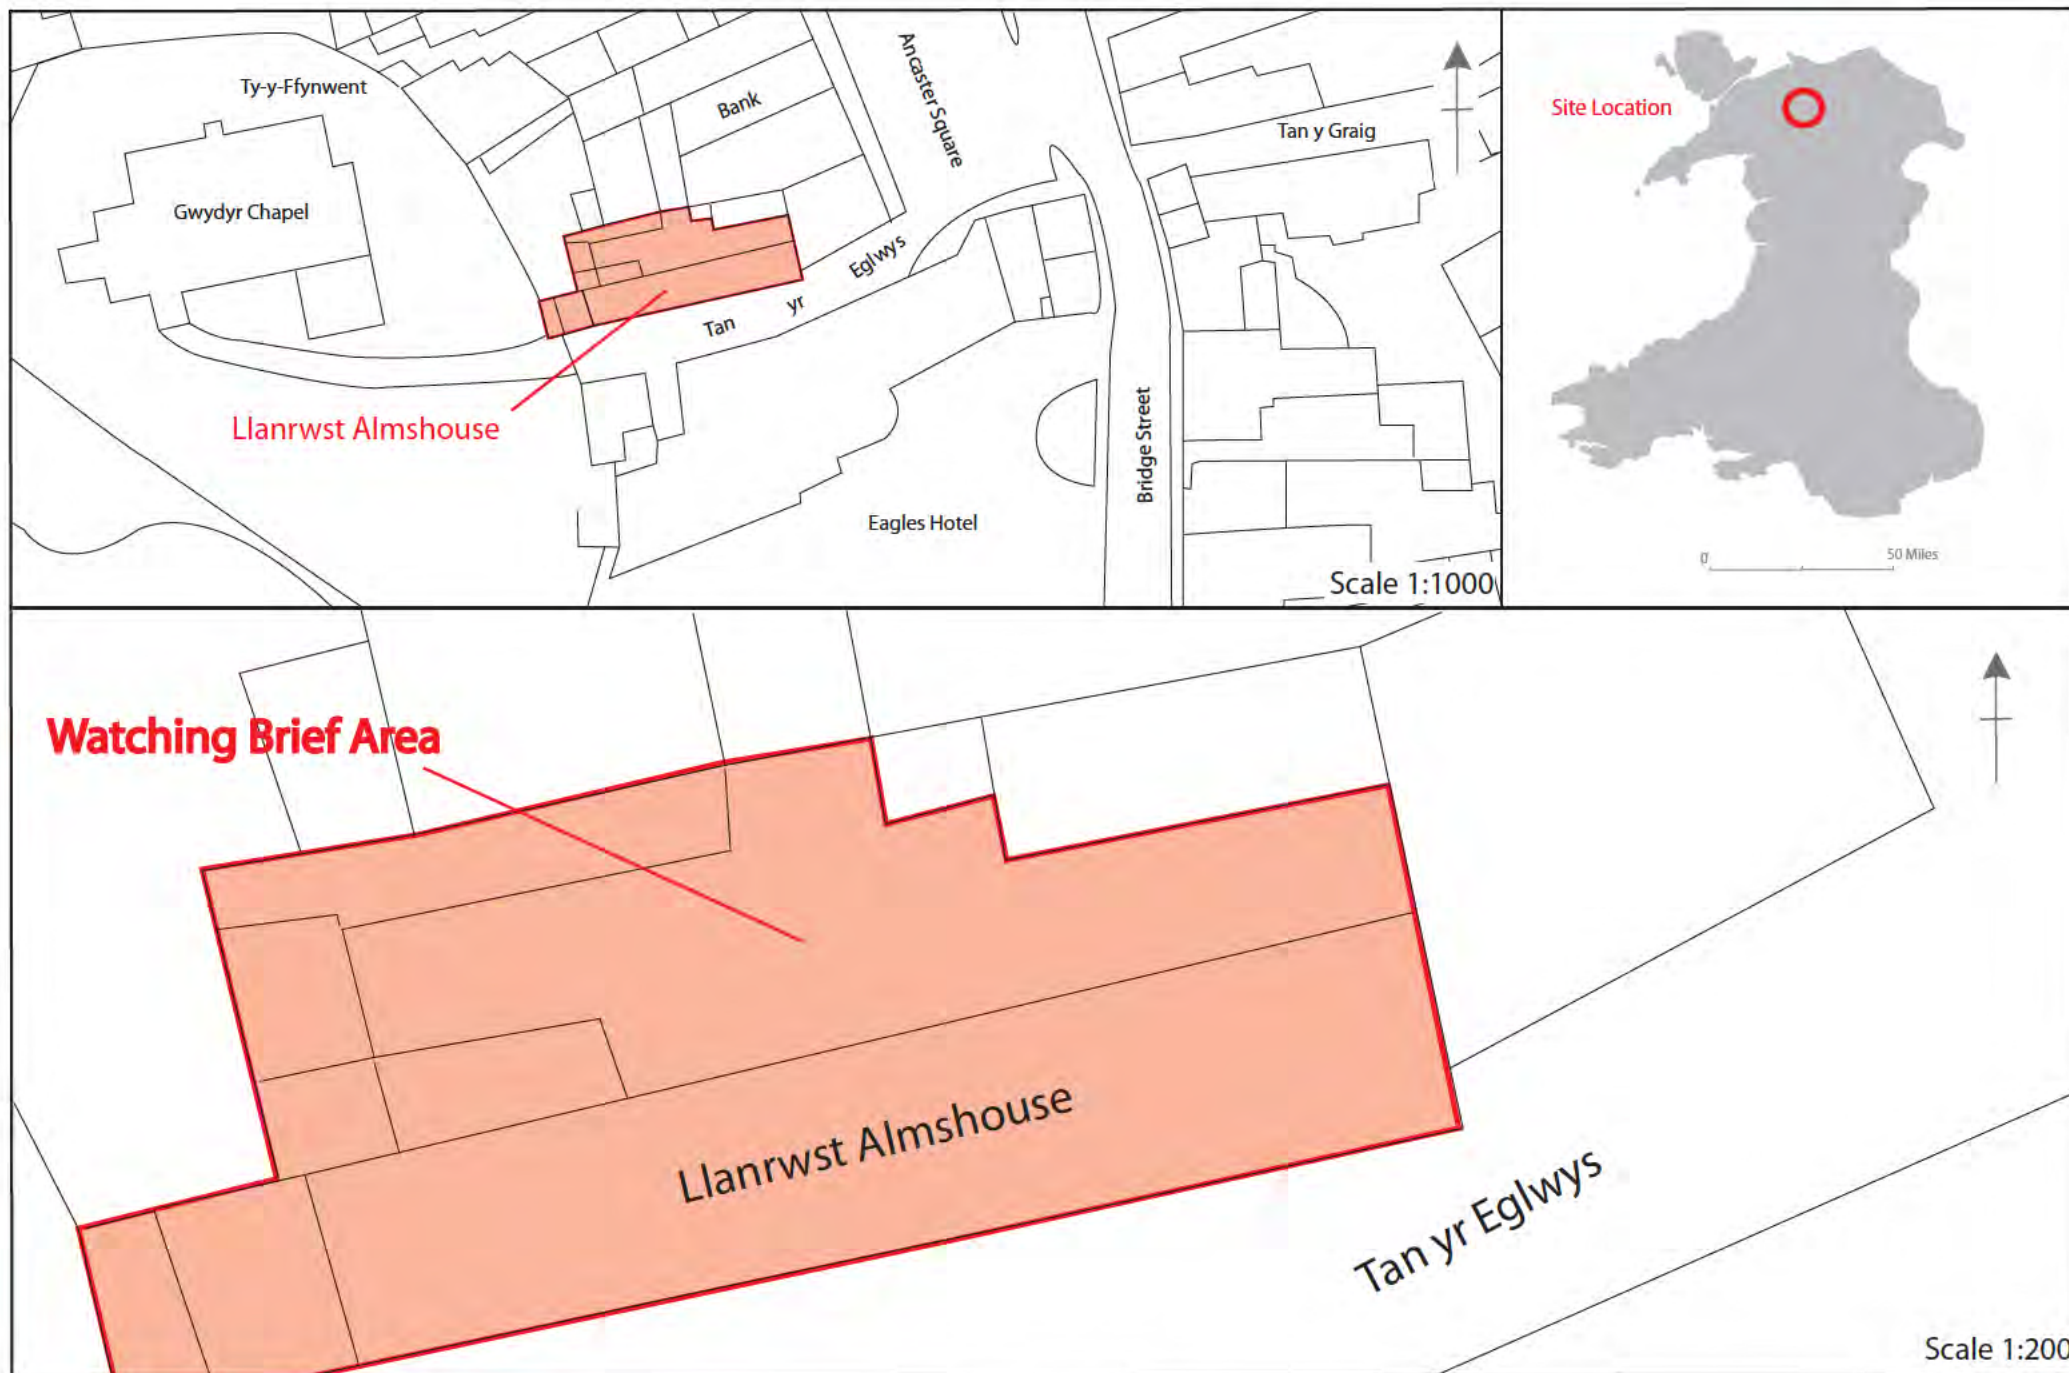 Ty-y-Ffynwent
Gwydyr Chapel
Bank
Ancaster Square
Tan y Graig
Tan yr Eglwys
Llanrwst Almshouse
Bridge Street
Eagles Hotel
Scale 1:1000
Site Location
0
50 Miles
Watching Brief Area
Llanrwst Almshouse
Tan yr Eglwys
Scale 1:200